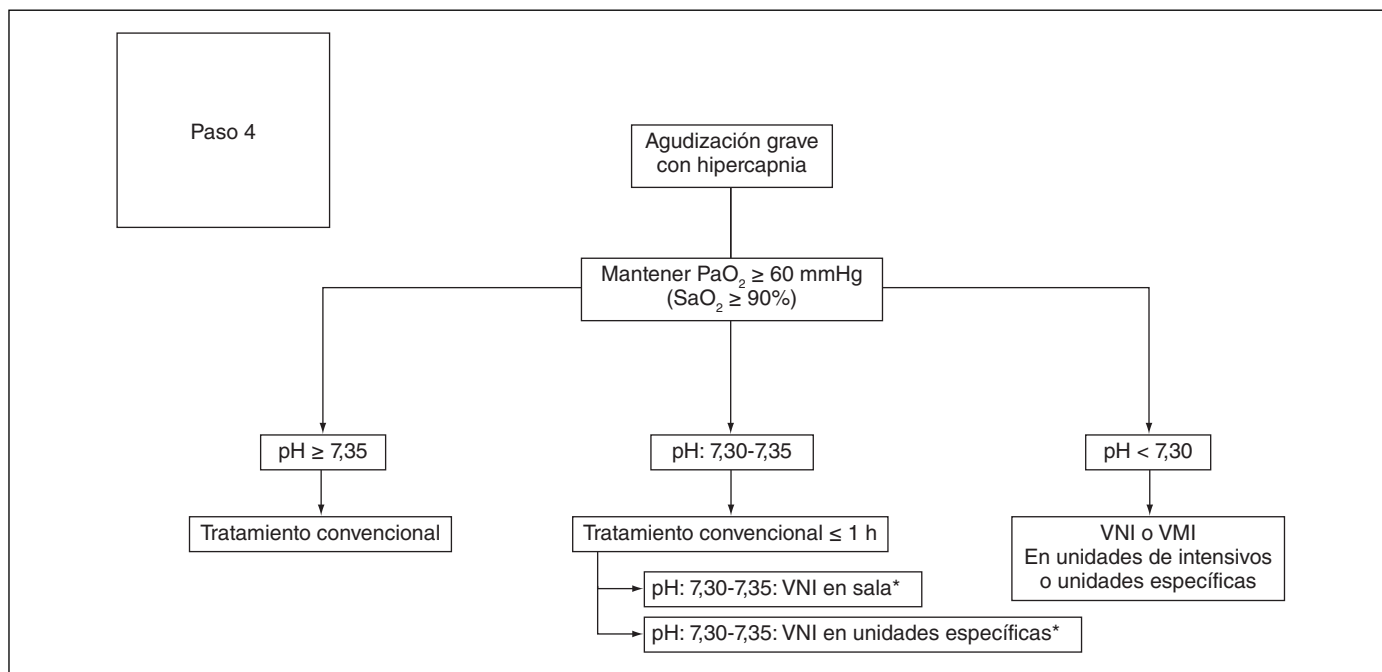 Paso 4
Agudización grave
con hipercapnia
Mantener PaO₂ ≥ 60 mmHg
(SaO₂ ≥ 90%)
pH ≥ 7,35
pH: 7,30-7,35
pH < 7,30
Tratamiento convencional
Tratamiento convencional ≤ 1 h
VNI o VMI
En unidades de intensivos
o unidades específicas
pH: 7,30-7,35: VNI en sala*
pH: 7,30-7,35: VNI en unidades específicas*